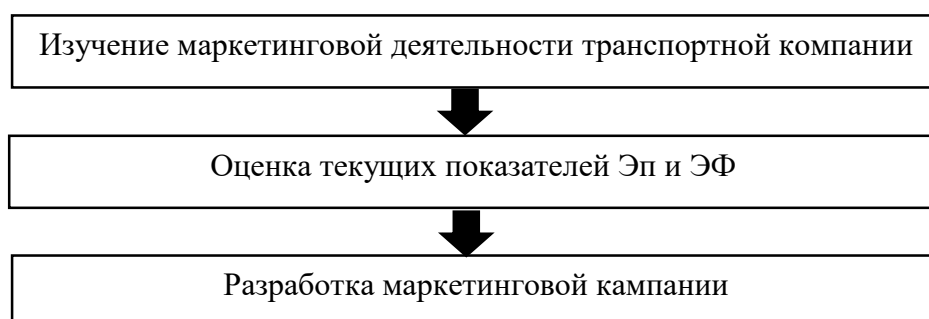 Изучение маркетинговой деятельности транспортной компании
Оценка текущих показателей Эп и ЭФ
Разработка маркетинговой кампании